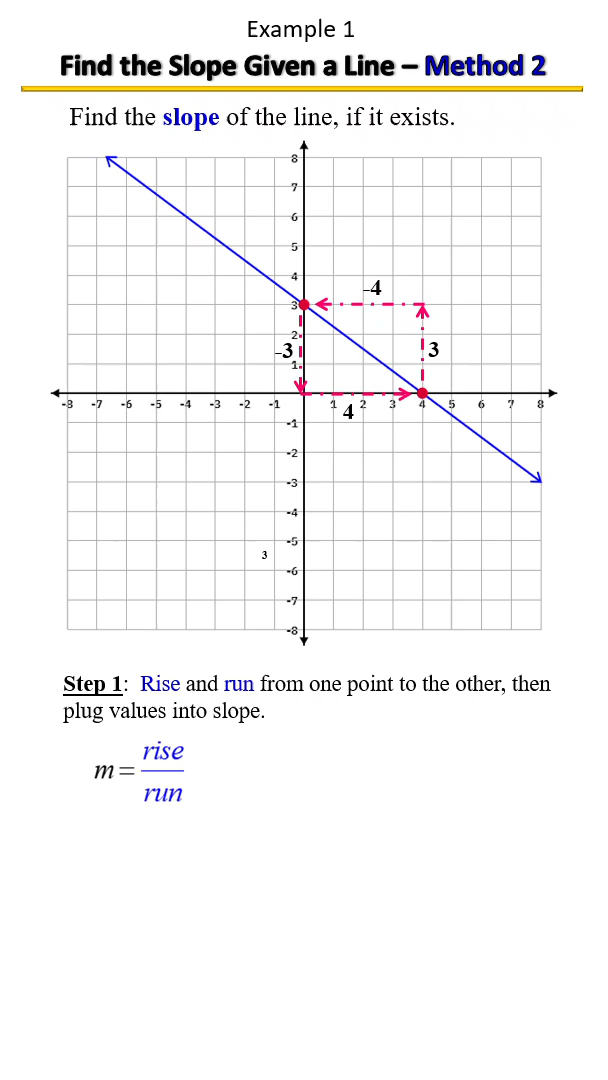 Example 1
Find the Slope Given a Line – Method 2
Find the slope of the line, if it exists.
8
7
6
5
4
-4
3
2
-3
3
1
-8 -7 -6 -5 -4 -3 -2 -1 1 2 3 4 5 6 7 8
4
-1
-2
-3
-4
-5
3
-6
-7
-8
Step 1: Rise and run from one point to the other, then
plug values into slope.
m = rise
run